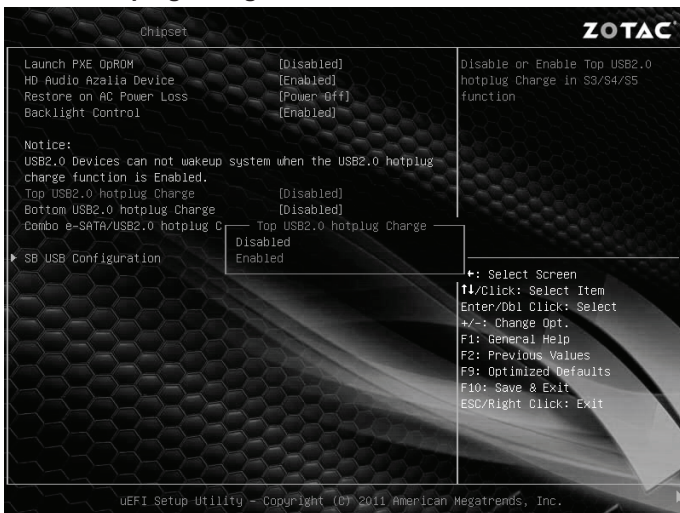 Chipset
ZOTAC
Launch PXE OpROM [Disabled]
HD Audio Azalia Device [Enabled]
Restore on AC Power Loss [Power Off]
Backlight Control [Enabled]
Notice:
USB2.0 Devices can not wakeup system when the USB2.0 hotplug
charge function is Enabled.
Top USB2.0 hotplug Charge [Disabled]
Bottom USB2.0 hotplug Charge [Disabled]
Combo e-SATA/USB2.0 hotplug C
Top USB2.0 hotplug Charge
Disabled
Enabled
SB USB Configuration
Disable or Enable Top USB2.0
hotplug Charge in S3/S4/S5
function
: Select Screen
↑↓/Click: Select Item
Enter/Dbl Click: Select
+/-: Change Opt.
F1: General Help
F2: Previous Values
F9: Optimized Defaults
F10: Save & Exit
ESC/Right Click: Exit
uEFI Setup Utility – Copyright (C) 2011 American Megatrends, Inc.